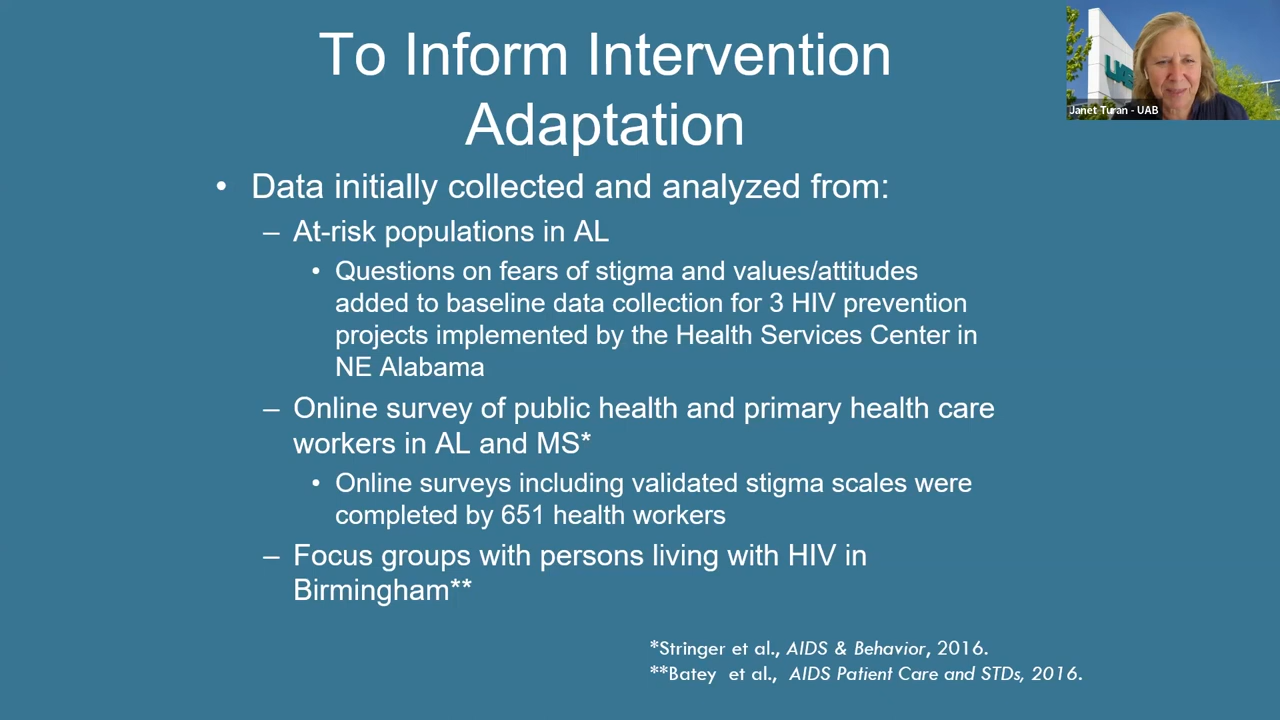 To Inform Intervention
Adaptation
• Data initially collected and analyzed from:
– At-risk populations in AL
• Questions on fears of stigma and values/attitudes
added to baseline data collection for 3 HIV prevention
projects implemented by the Health Services Center in
NE Alabama
– Online survey of public health and primary health care
workers in AL and MS*
• Online surveys including validated stigma scales were
completed by 651 health workers
– Focus groups with persons living with HIV in
Birmingham**
*Stringer et al., AIDS & Behavior, 2016.
**Batey et al., AIDS Patient Care and STDs, 2016.
Janet Turan - UAB